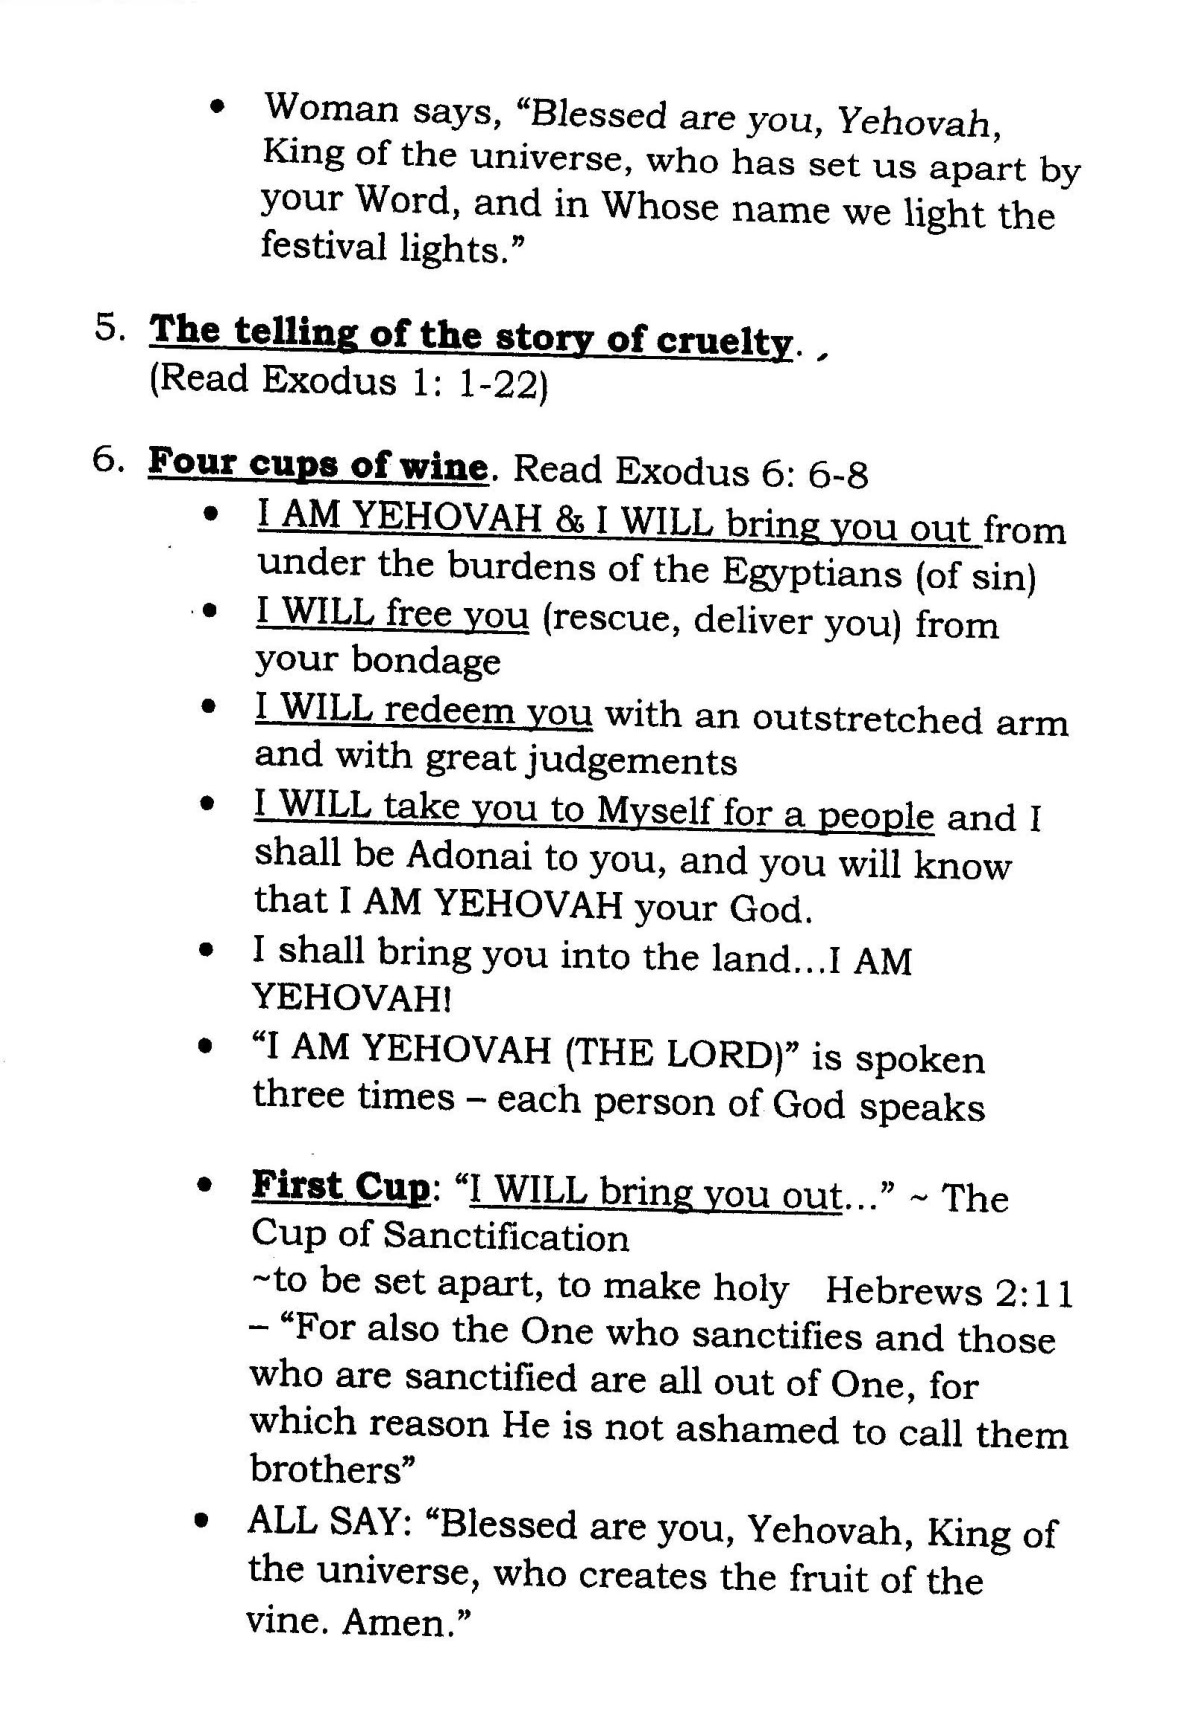 • Woman says, “Blessed are you, Yehovah,
King of the universe, who has set us apart by
your Word, and in Whose name we light the
festival lights.”
5. The telling of the story of cruelty.
(Read Exodus 1: 1-22)
6. Four cups of wine. Read Exodus 6: 6-8
• I AM YEHOVAH & I WILL bring you out from
under the burdens of the Egyptians (of sin)
• I WILL free you (rescue, deliver you) from
your bondage
• I WILL redeem you with an outstretched arm
and with great judgements
• I WILL take you to Myself for a people and I
shall be Adonai to you, and you will know
that I AM YEHOVAH your God.
• I shall bring you into the land...I AM
YEHOVAH!
• “I AM YEHOVAH (THE LORD)” is spoken
three times – each person of God speaks
• First Cup: “I WILL bring you out...” ~ The
Cup of Sanctification
~to be set apart, to make holy Hebrews 2:11
– “For also the One who sanctifies and those
who are sanctified are all out of One, for
which reason He is not ashamed to call them
brothers”
• ALL SAY: “Blessed are you, Yehovah, King of
the universe, who creates the fruit of the
vine. Amen.”